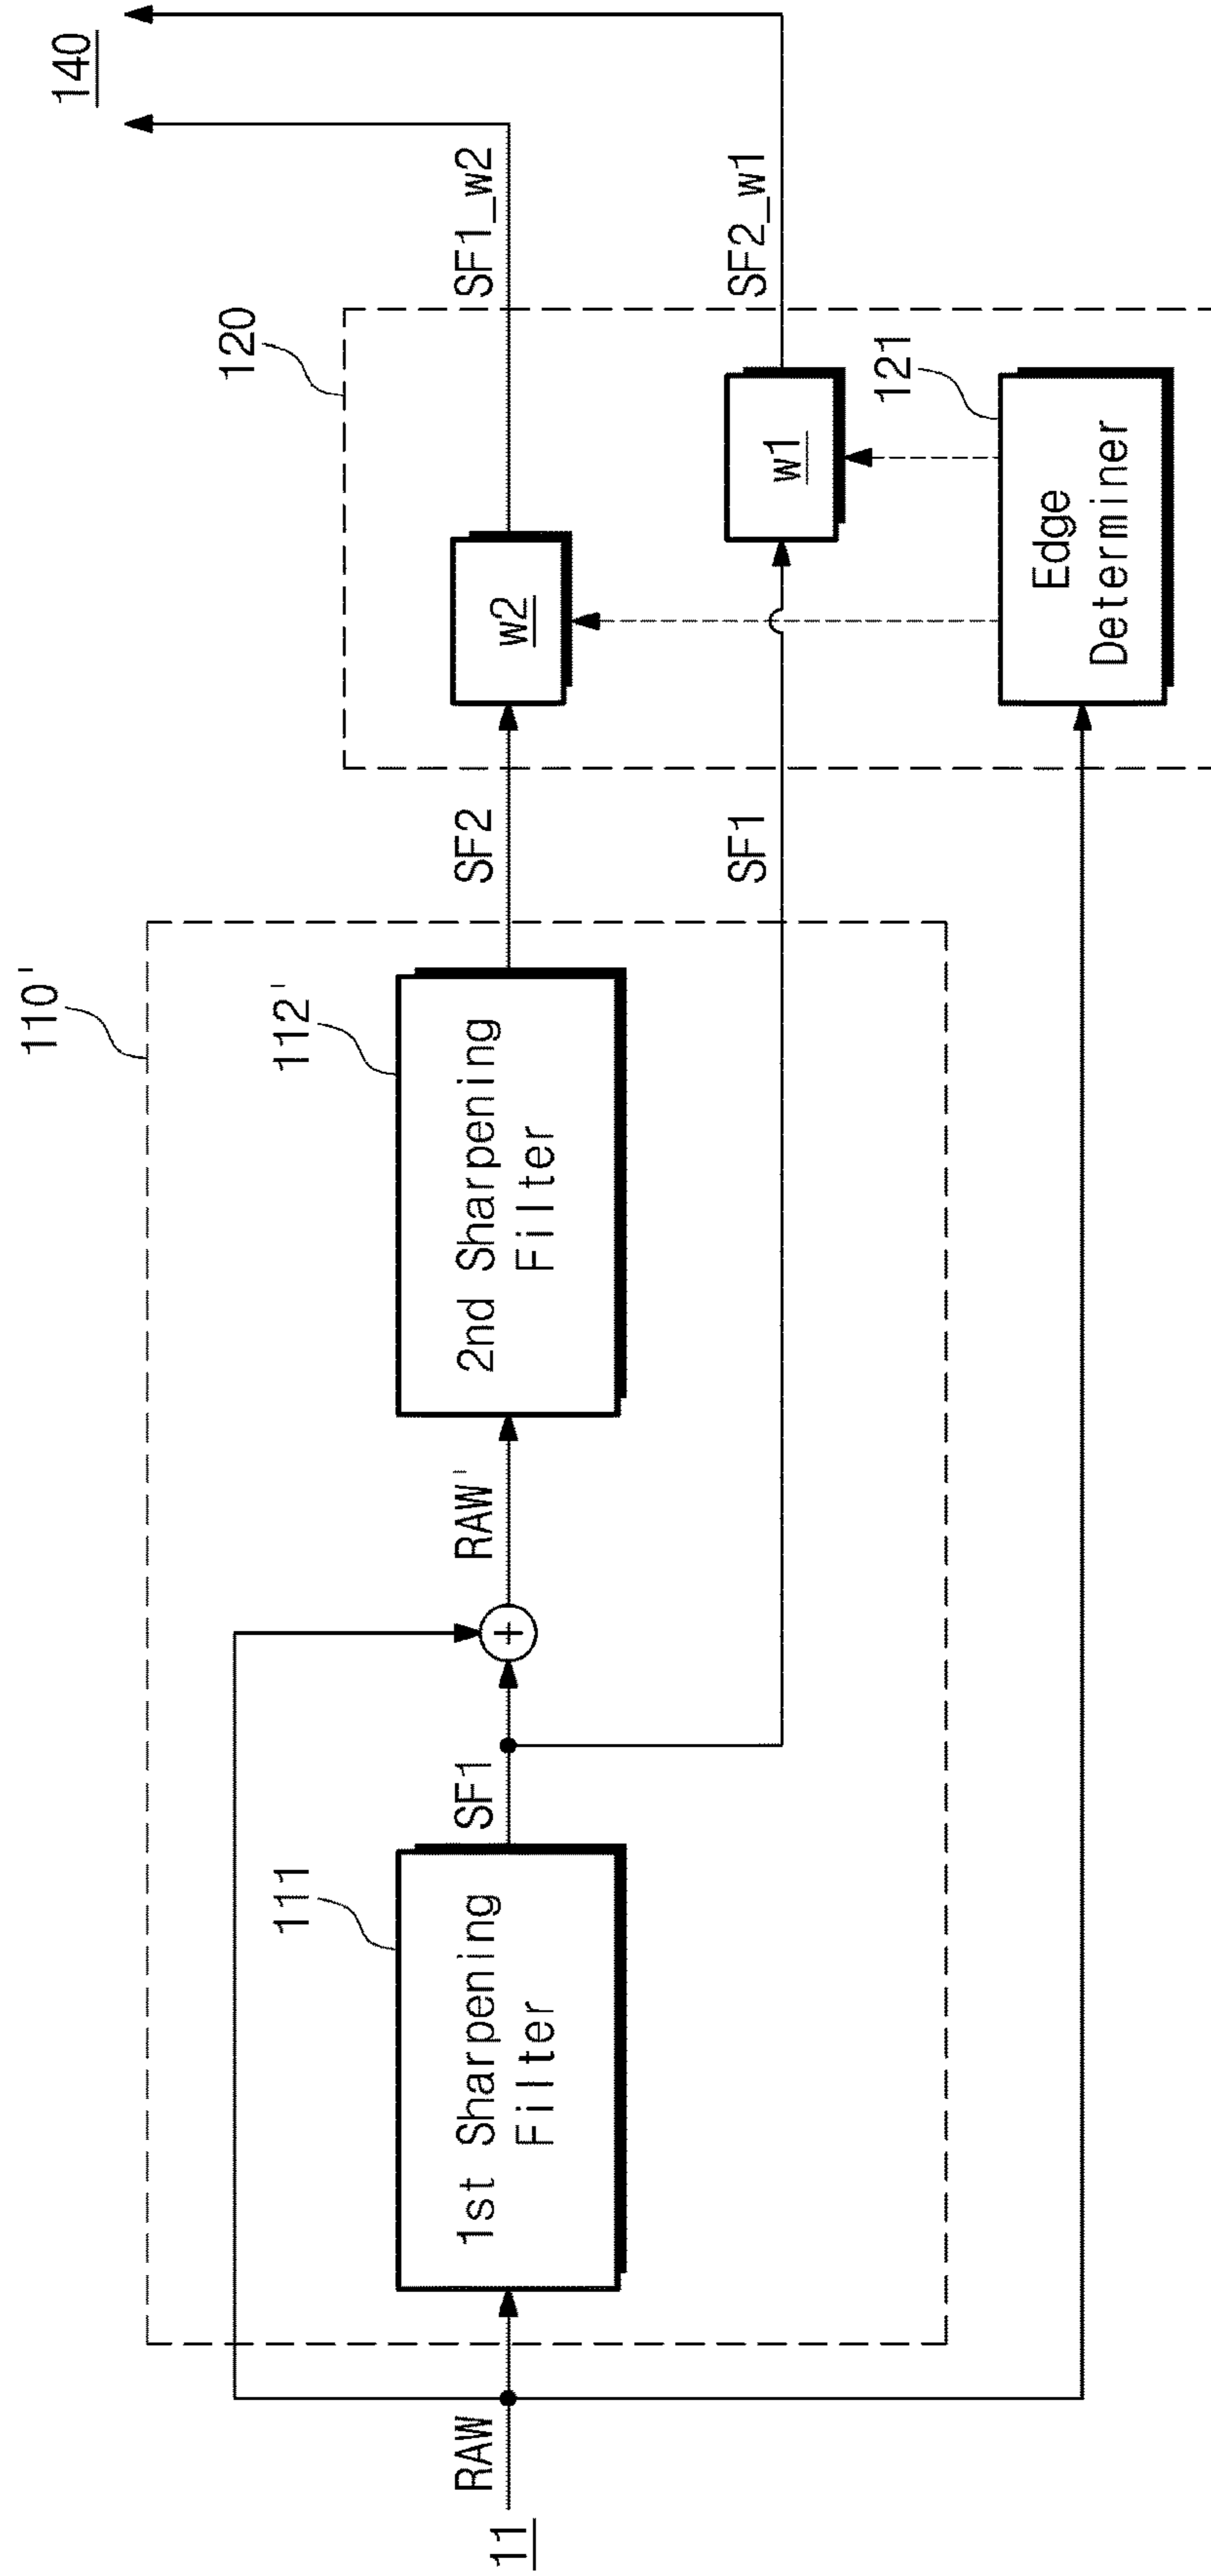 140
120
SF1_w2
w2
SF2_w1
w1
121
Edge
Determiner
110'
112'
2nd Sharpening
Filter
SF2
SF1
RAW'
111
1st Sharpening
Filter
SF1
RAW
11